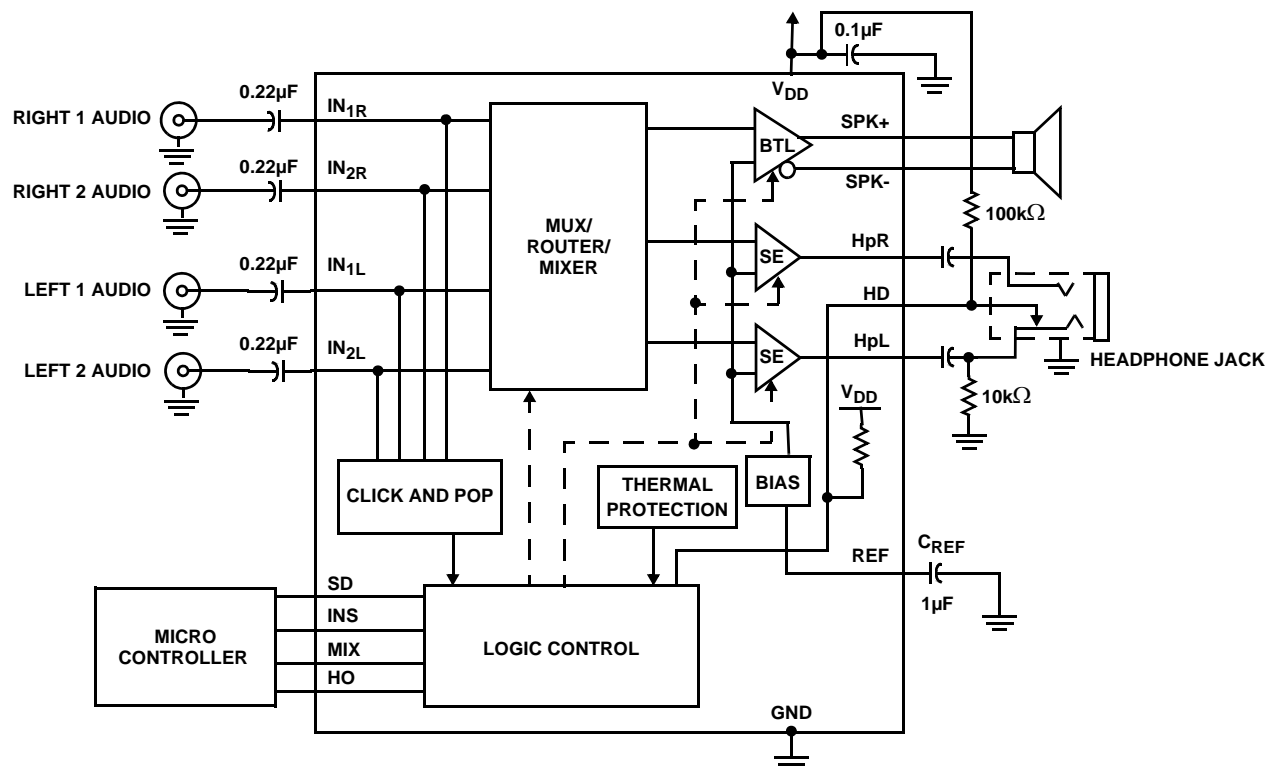 0.1µF
VDD
RIGHT 1 AUDIO
0.22µF
IN1R
RIGHT 2 AUDIO
0.22µF
IN2R
LEFT 1 AUDIO
0.22µF
IN1L
LEFT 2 AUDIO
0.22µF
IN2L
MUX/
ROUTER/
MIXER
BTL
SPK+
SPK-
100kΩ
SE
HpR
HD
SE
HpL
HEADPHONE JACK
10kΩ
VDD
CLICK AND POP
THERMAL
PROTECTION
BIAS
REF
CREF
1µF
MICRO
CONTROLLER
SD
INS
MIX
HO
LOGIC CONTROL
GND